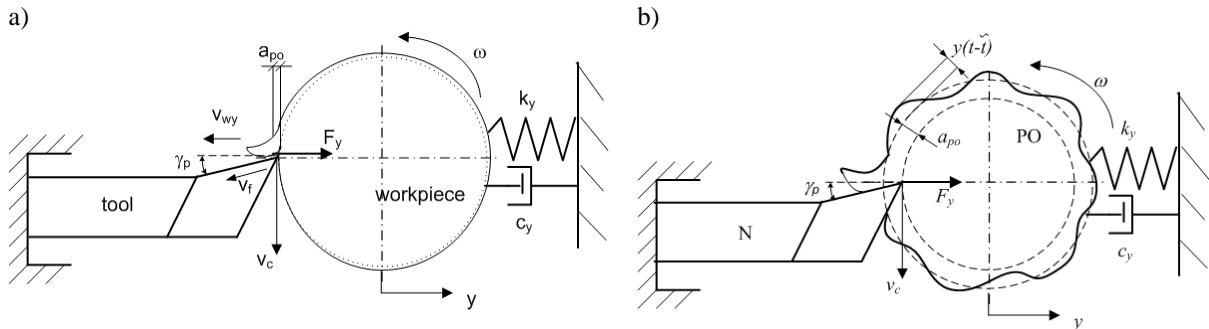 a)
a_po
ω
v_wy
k_y
F_y
γ_p
v_f
tool
workpiece
c_y
v_c
y
b)
y(t-t̃)
ω
k_y
PO
a_po
γ_p
F_y
N
c_y
v_c
y